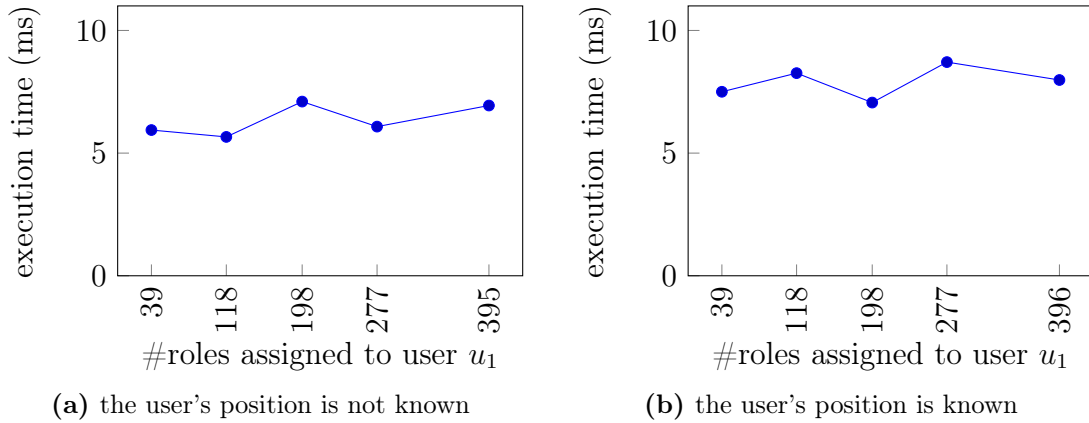 10
5
0
execution time (ms)
39
118
198
277
395
#roles assigned to user u₁
(a) the user's position is not known
10
5
0
execution time (ms)
39
118
198
277
396
#roles assigned to user u₁
(b) the user's position is known